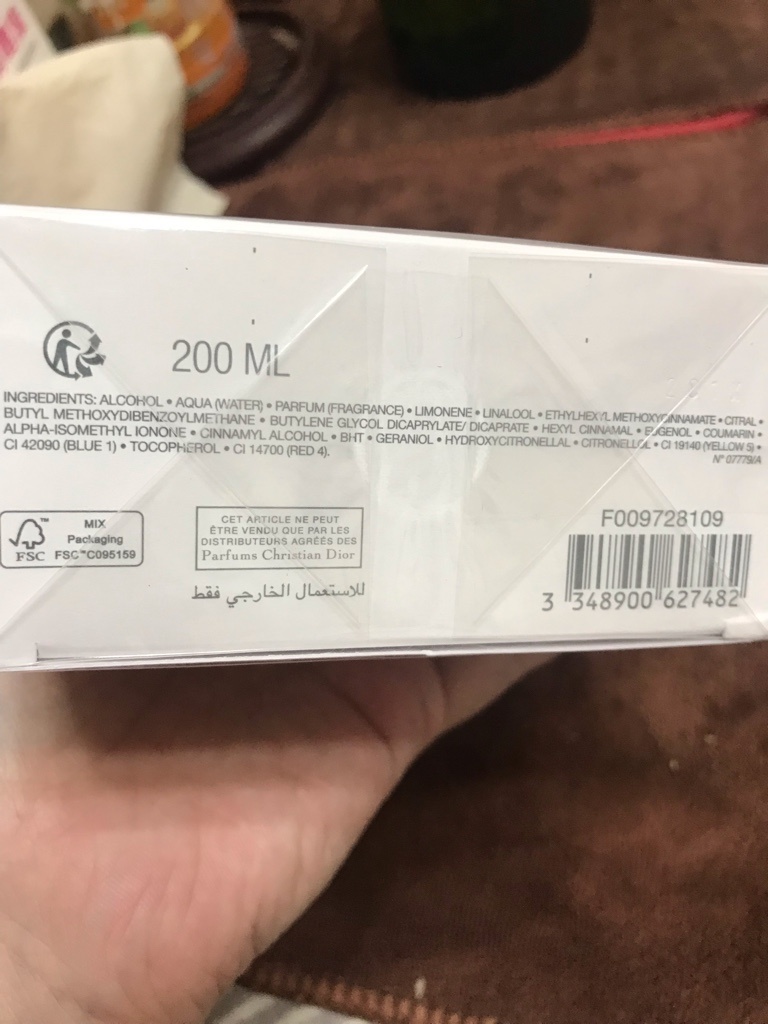 200 ML
INGREDIENTS: ALCOHOL • AQUA (WATER) • PARFUM (FRAGRANCE) • LIMONENE • LINALOOL • ETHYLHEXYL METHOXYCINNAMATE • CITRAL •
BUTYL METHOXYDIBENZOYLMETHANE • BUTYLENE GLYCOL DICAPRYLATE/ DICAPRATE • HEXYL CINNAMAL • EUGENOL • COUMARIN •
ALPHA-ISOMETHYL IONONE • CINNAMYL ALCOHOL • BHT • GERANIOL • HYDROXYCITRONELLAL • CITRONELLOL • CI 19140 (YELLOW 5) •
CI 42090 (BLUE 1) • TOCOPHEROL • CI 14700 (RED 4).
N° 07779/A
FSC
MIX
Packaging
FSC™ C095159
CET ARTICLE NE PEUT
ÊTRE VENDU QUE PAR LES
DISTRIBUTEURS AGRÉÉS DES
Parfums Christian Dior
للاستعمال الخارجي فقط
F009728109
3 348900 627482